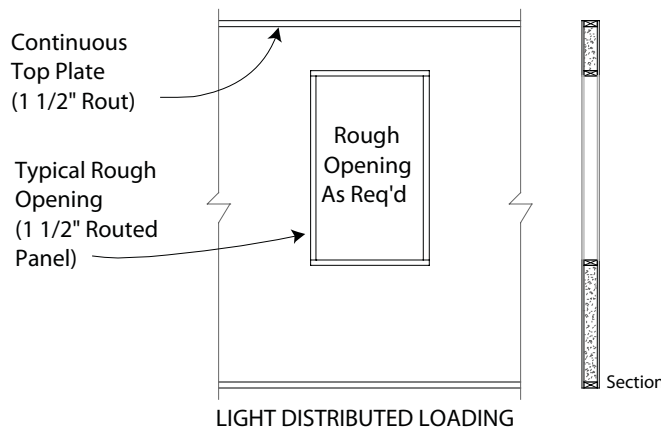 Continuous
Top Plate
(1 1/2" Rout)
Rough
Opening
As Req'd
Typical Rough
Opening
(1 1/2" Routed
Panel)
Section
LIGHT DISTRIBUTED LOADING